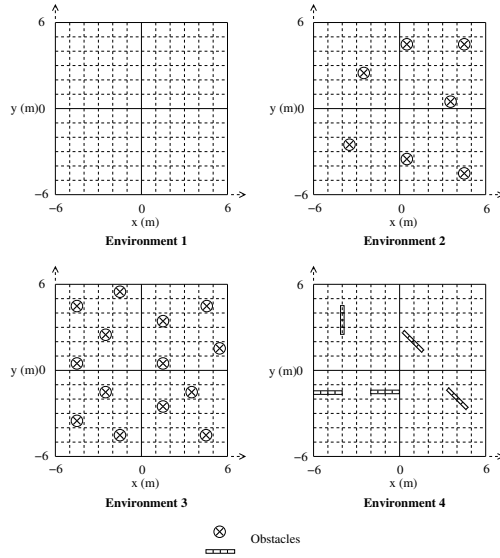 6
y (m)0
−6
−6 0 6
x (m)
Environment 1
6
y (m)0
−6
−6 0 6
x (m)
Environment 2
6
y (m)0
−6
−6 0 6
x (m)
Environment 3
6
y (m)0
−6
−6 0 6
x (m)
Environment 4
Obstacles